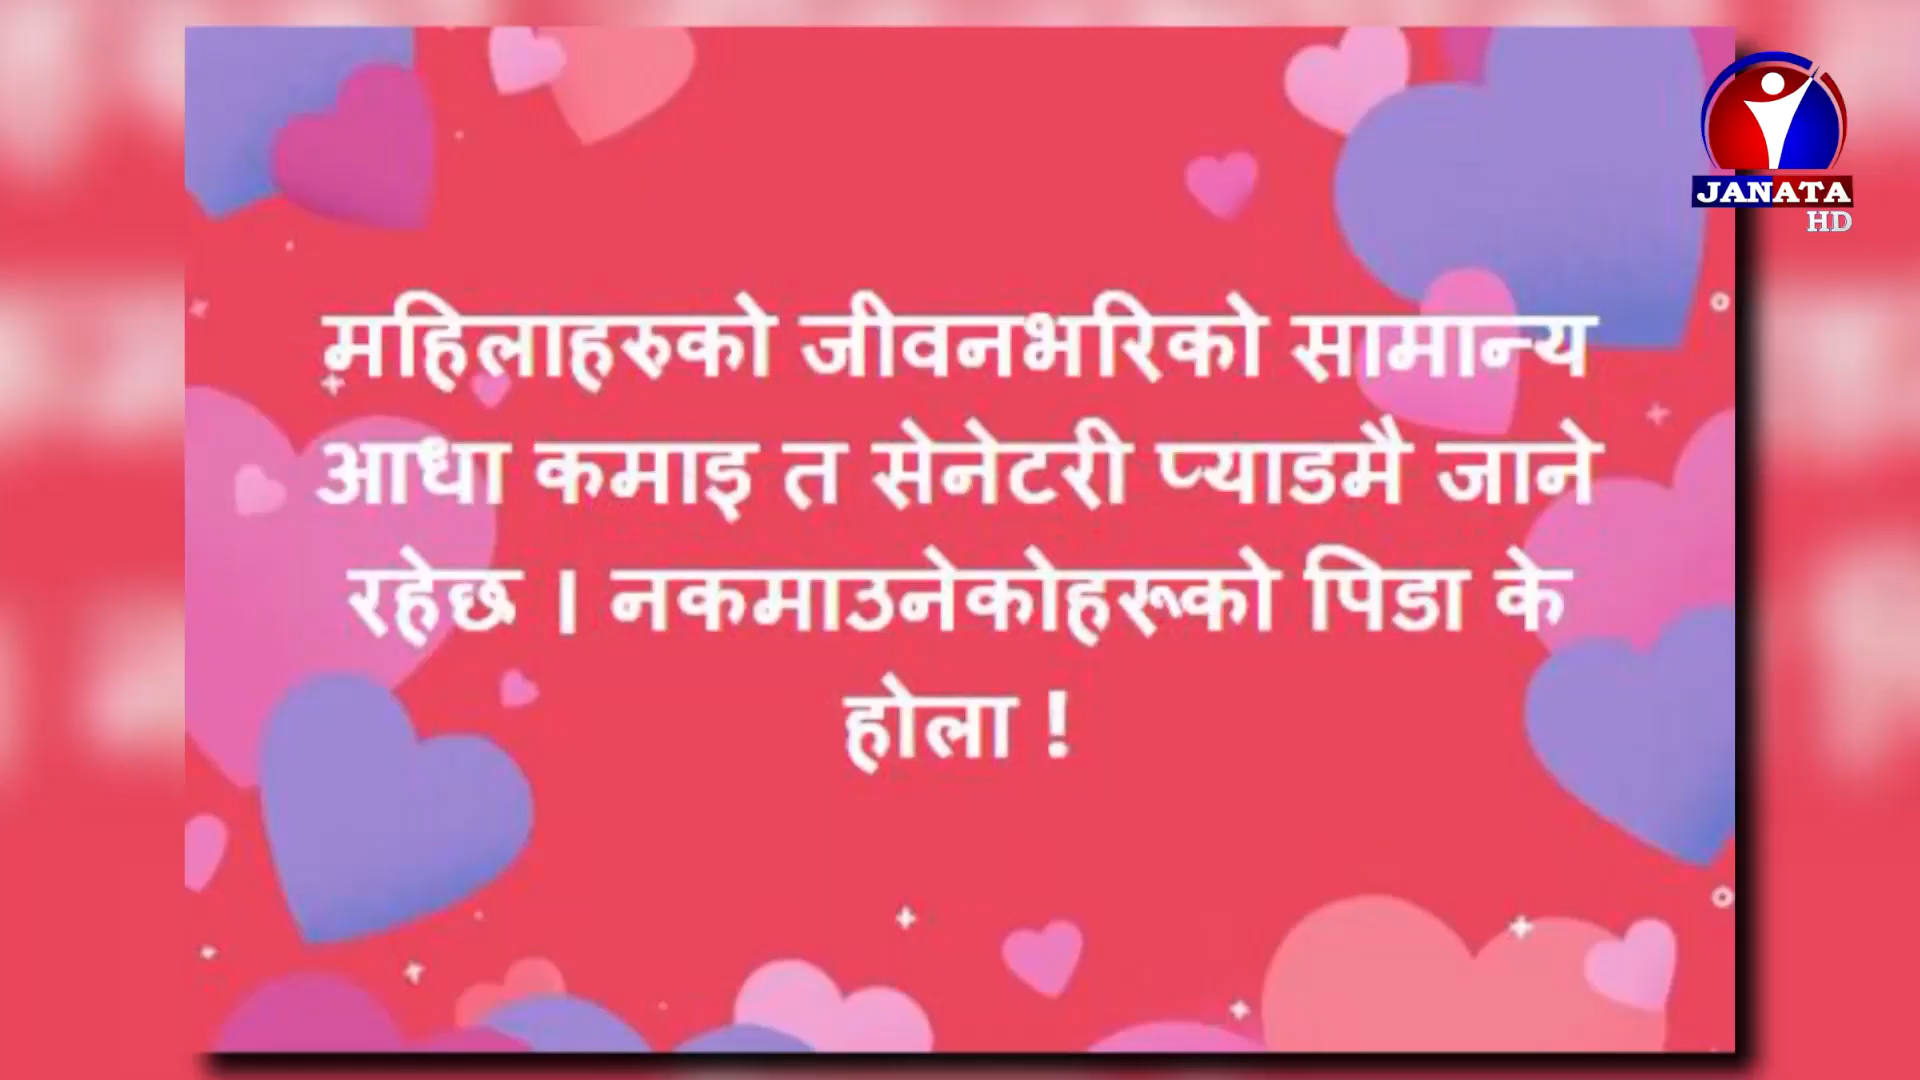 JANATA
HD
महिलाहरुको जीवनभरिको सामान्य
आधा कमाइ त सेनेटरी प्याडमै जाने
रहेछ । नकमाउनेकोहरूको पिडा के
होला !